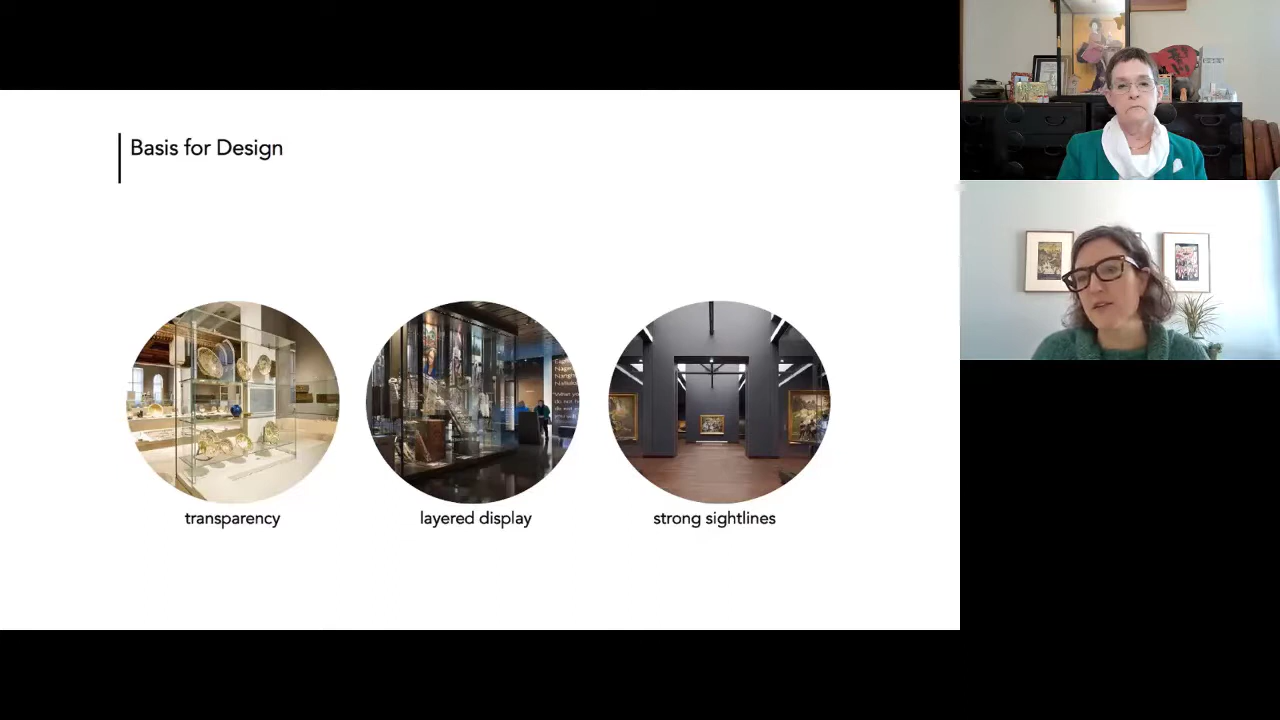 Basis for Design
transparency
layered display
strong sightlines